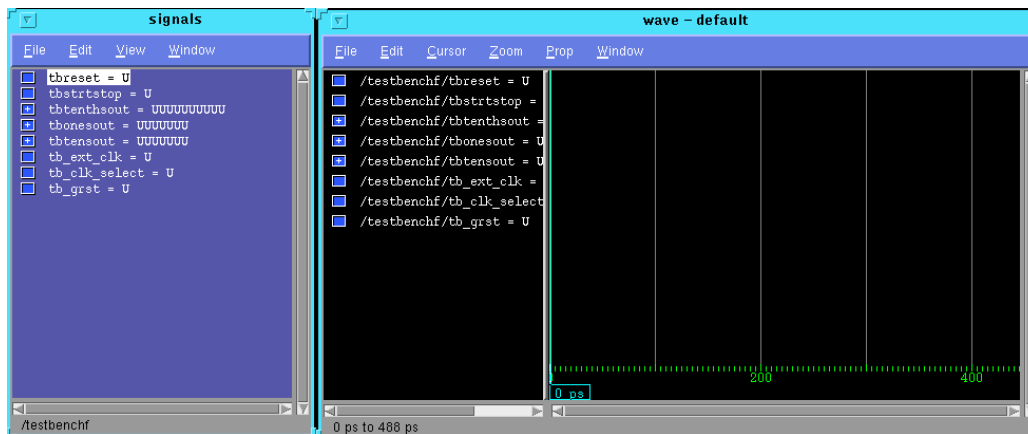 signals
File Edit View Window
tbreset = U
tbstrtstop = U
tbtenthsout = UUUUUUUUUU
tbonesout = UUUUUUU
tbtensout = UUUUUUU
tb_ext_clk = U
tb_clk_select = U
tb_grst = U
/testbenchf
wave - default
File Edit Cursor Zoom Prop Window
/testbenchf/tbreset = U
/testbenchf/tbstrtstop =
/testbenchf/tbtenthsout =
/testbenchf/tbonesout = U
/testbenchf/tbtensout = U
/testbenchf/tb_ext_clk =
/testbenchf/tb_clk_select
/testbenchf/tb_grst = U
200 400
0 ps
0 ps to 488 ps